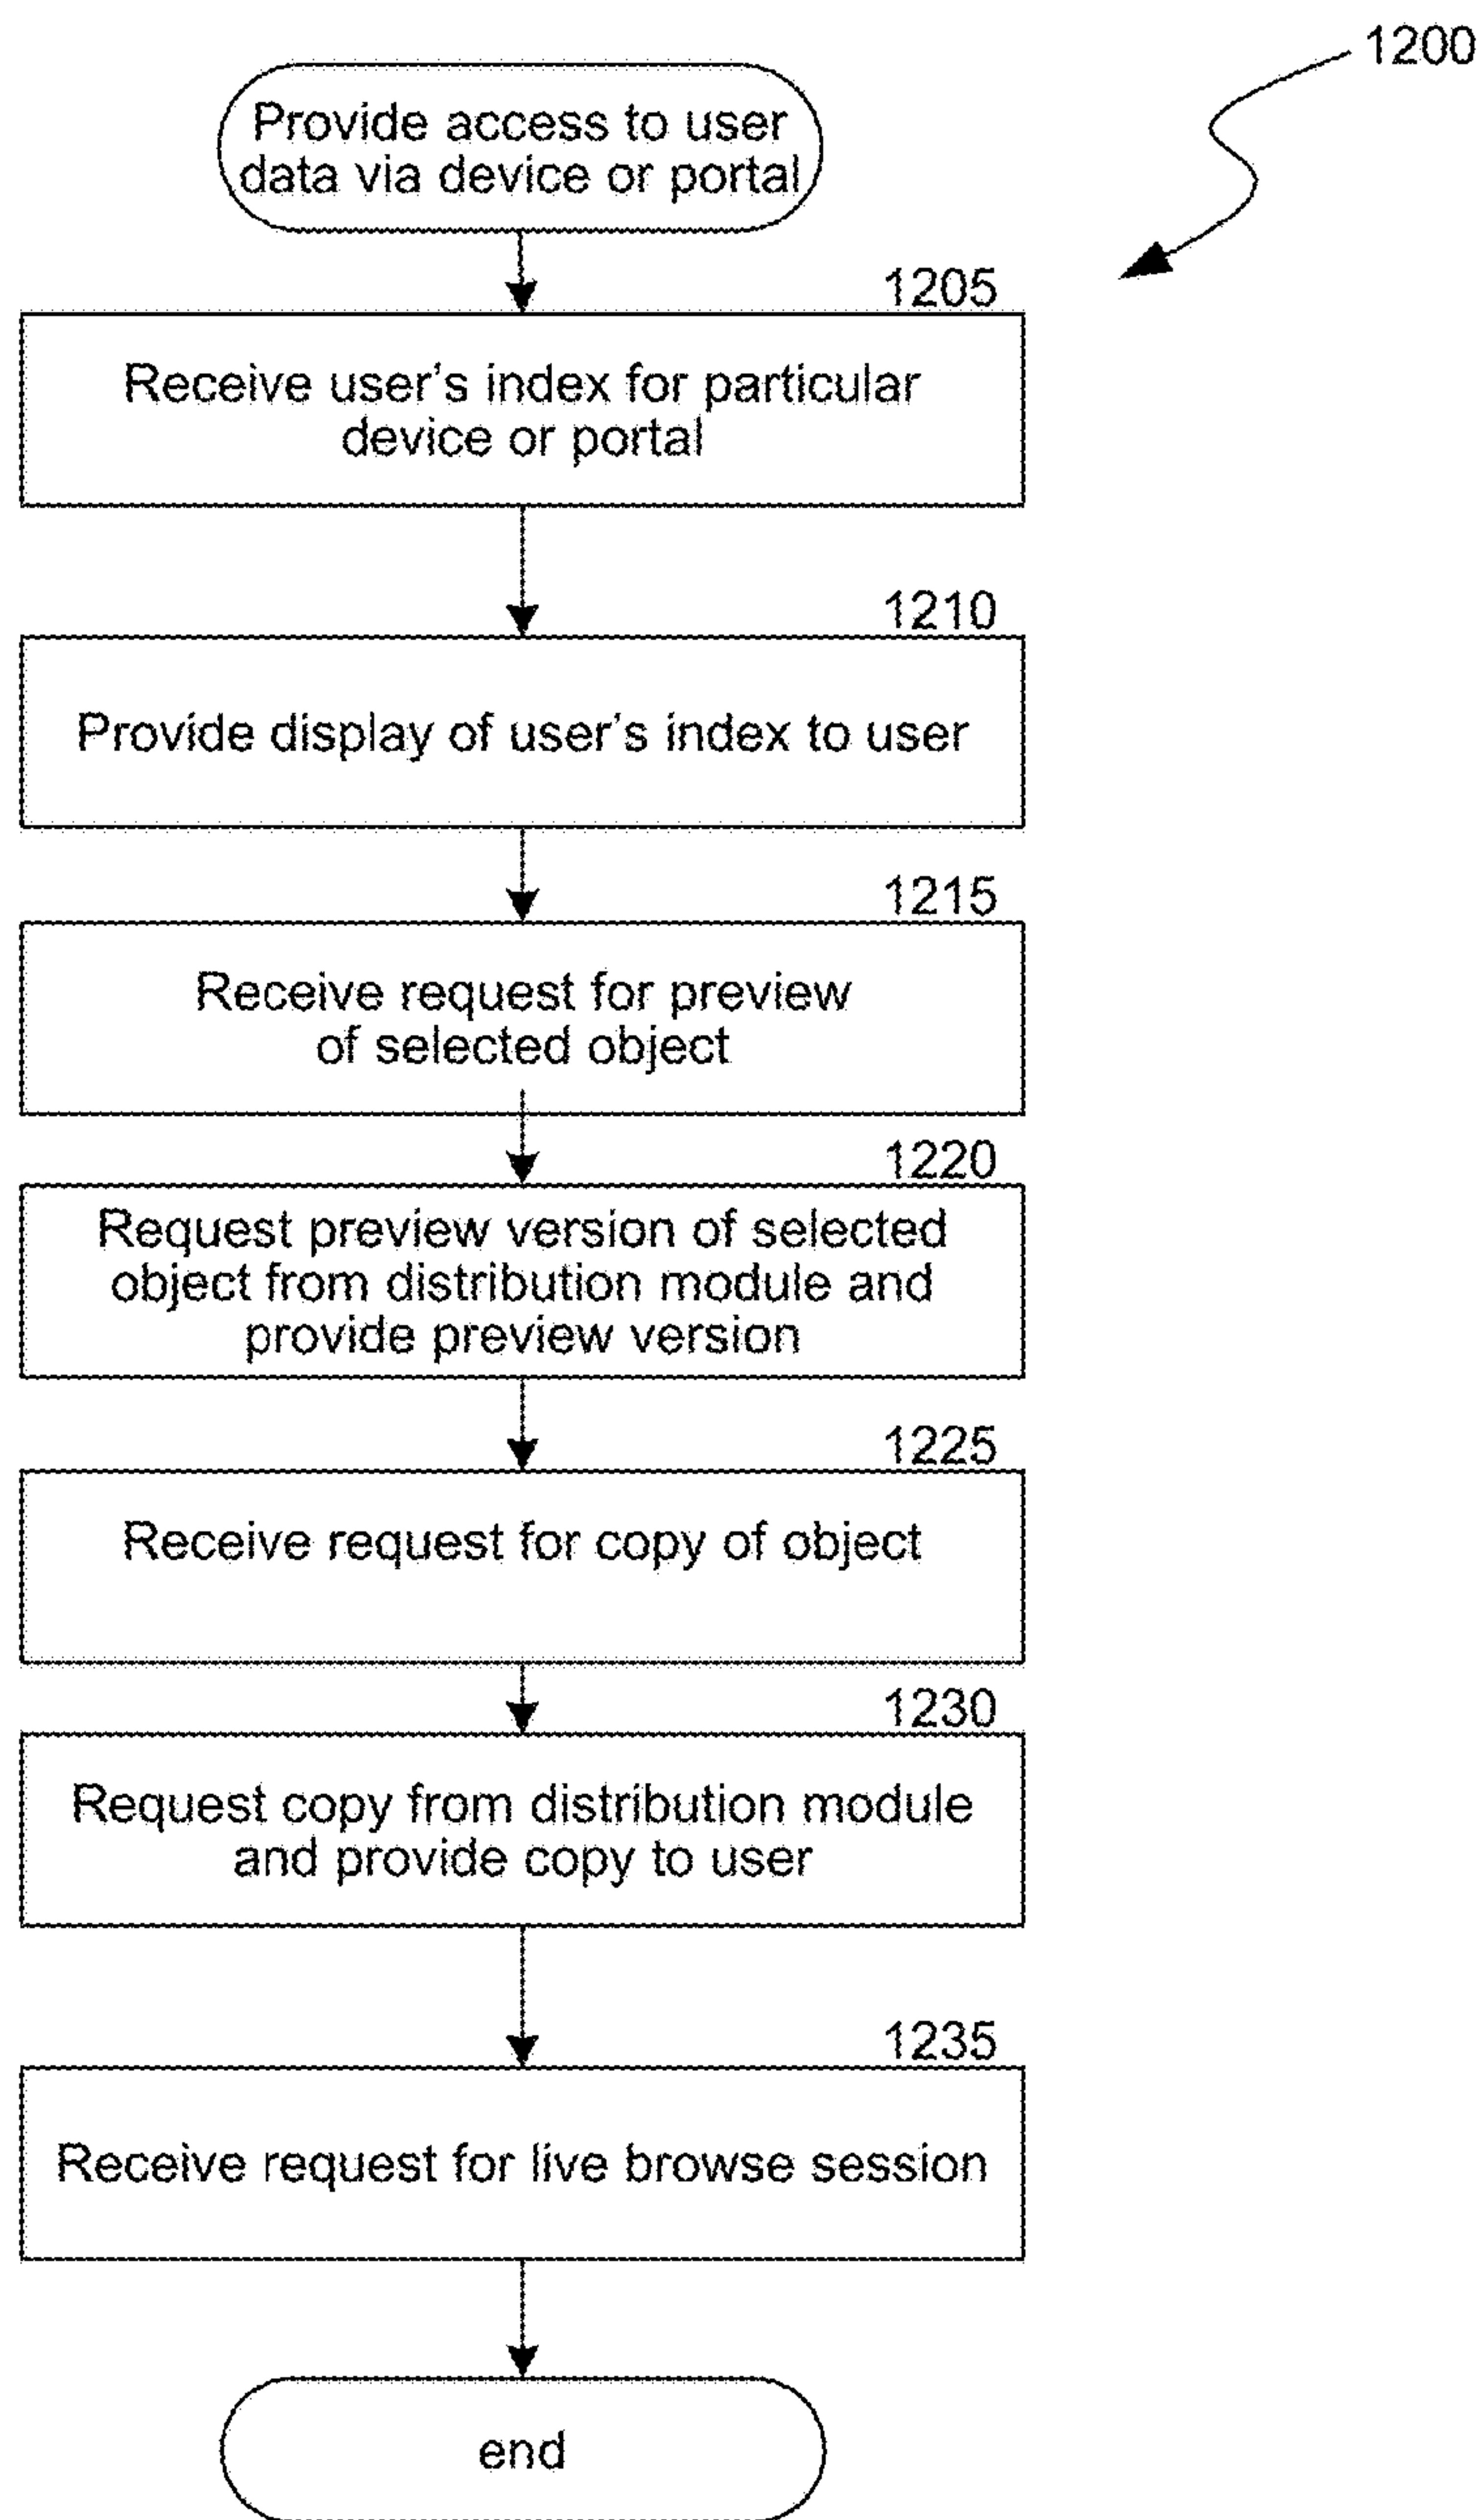 1200
Provide access to user
data via device or portal
1205
Receive user's index for particular
device or portal
1210
Provide display of user's index to user
1215
Receive request for preview
of selected object
1220
Request preview version of selected
object from distribution module and
provide preview version
1225
Receive request for copy of object
1230
Request copy from distribution module
and provide copy to user
1235
Receive request for live browse session
end